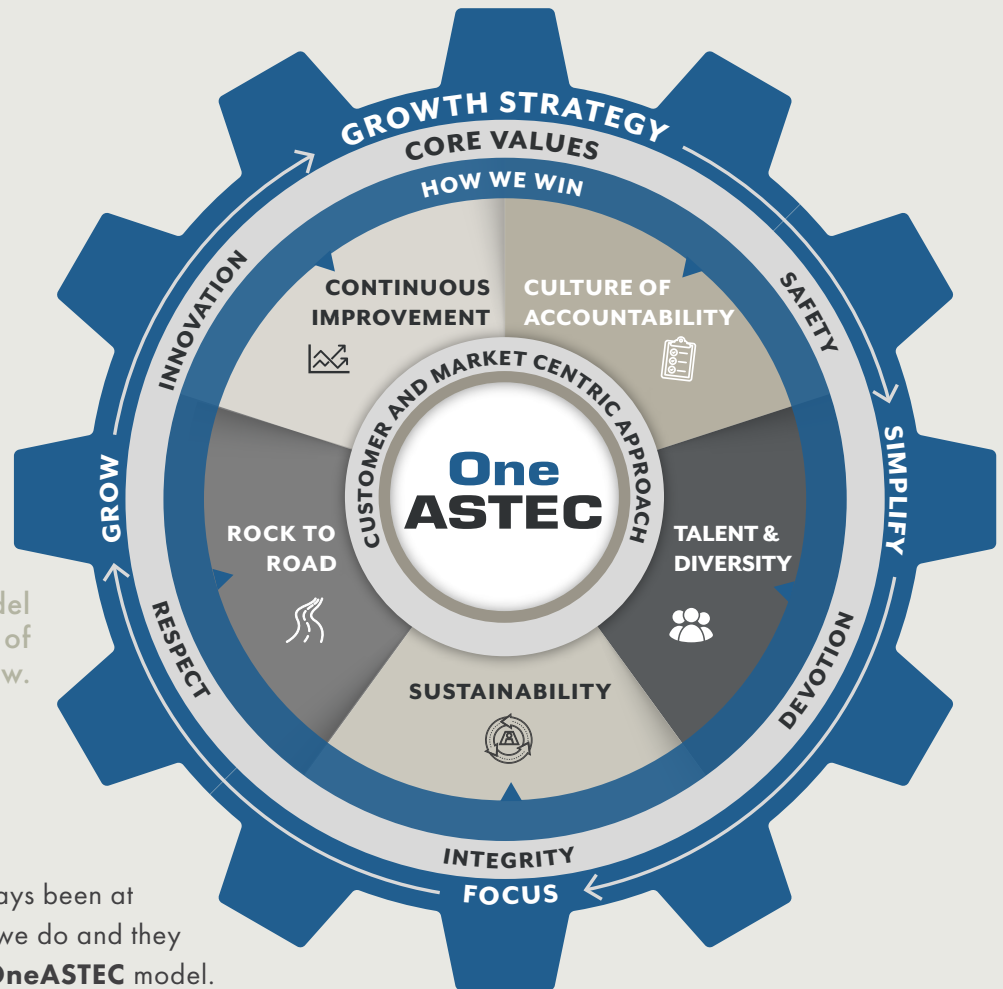 GROWTH STRATEGY
CORE VALUES
HOW WE WIN
INNOVATION
SAFETY
CONTINUOUS
IMPROVEMENT
CULTURE OF
ACCOUNTABILITY
CUSTOMER AND MARKET CENTRIC APPROACH
One
ASTEC
GROW
SIMPLIFY
ROCK TO
ROAD
TALENT &
DIVERSITY
RESPECT
DEVOTION
of
SUSTAINABILITY
INTEGRITY
FOCUS
been at
we do and they
OneASTEC model.